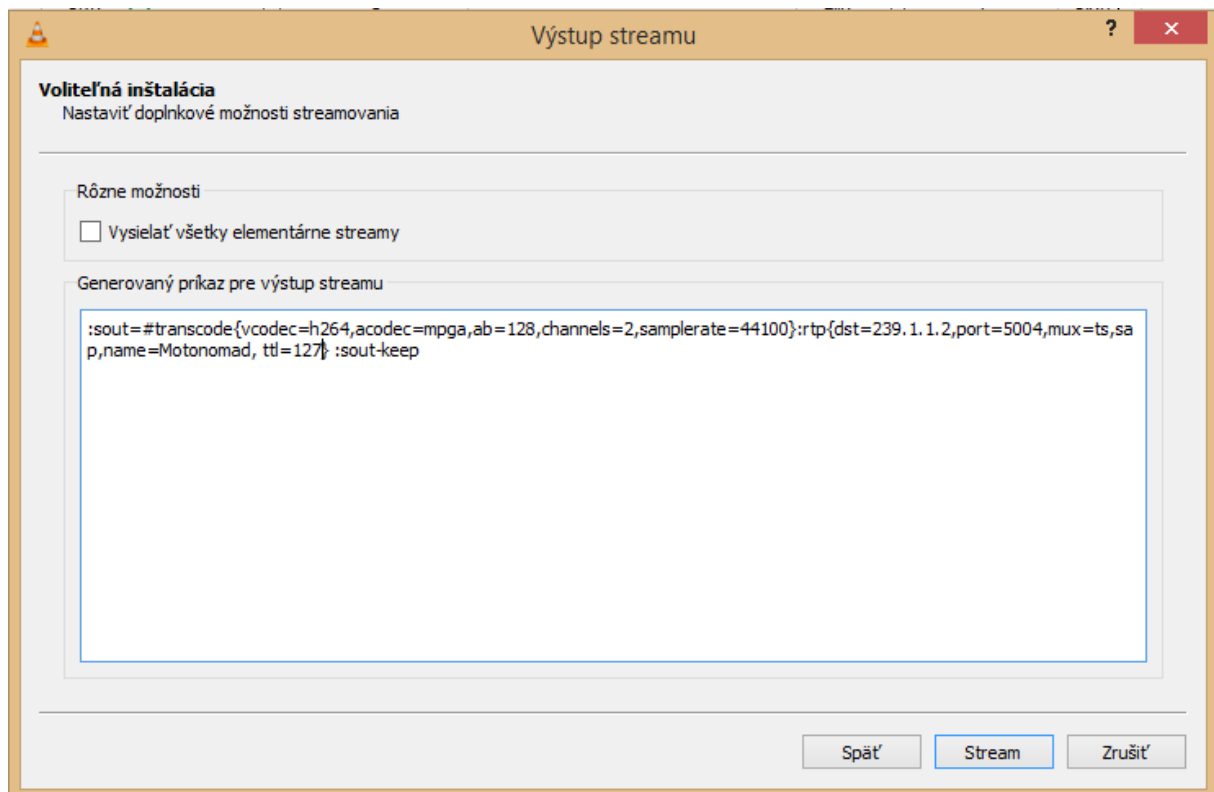 Výstup streamu
?
Voliteľná inštalácia
Nastaviť doplnkové možnosti streamovania
Rôzne možnosti
Vysielať všetky elementárne streamy
Generovaný príkaz pre výstup streamu
:sout=#transcode{vcodec=h264,acodec=mpga,ab=128,channels=2,samplerate=44100}:rtp{dst=239.1.1.2,port=5004,mux=ts,sa
p,name=Motonomad, ttl=127} :sout-keep
Späť
Stream
Zrušiť